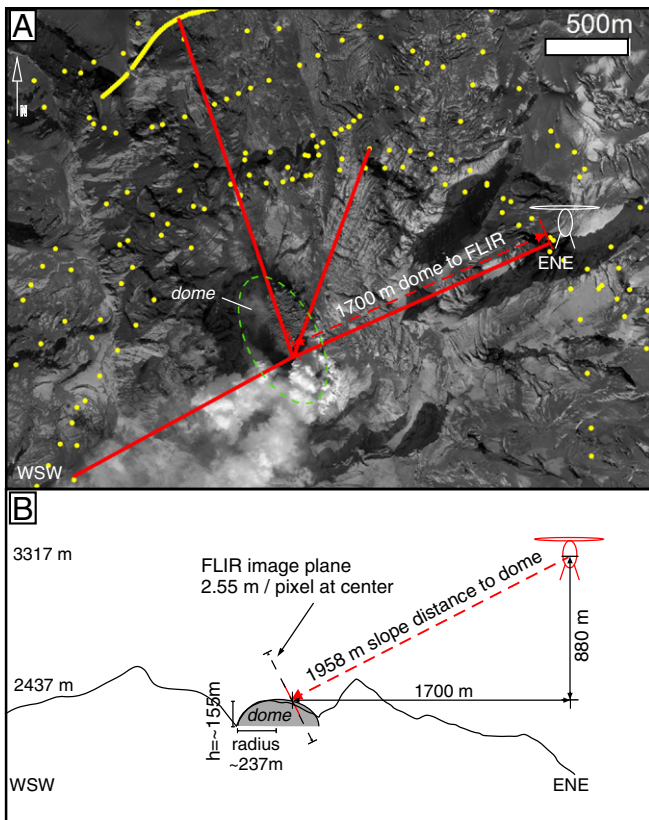 A
500m
N
dome
1700 m dome to FLIR
ENE
WSW
B
3317 m
FLIR image plane
2.55 m / pixel at center
1958 m slope distance to dome
880 m
2437 m
1700 m
h=~155m
dome
radius
~237m
WSW
ENE